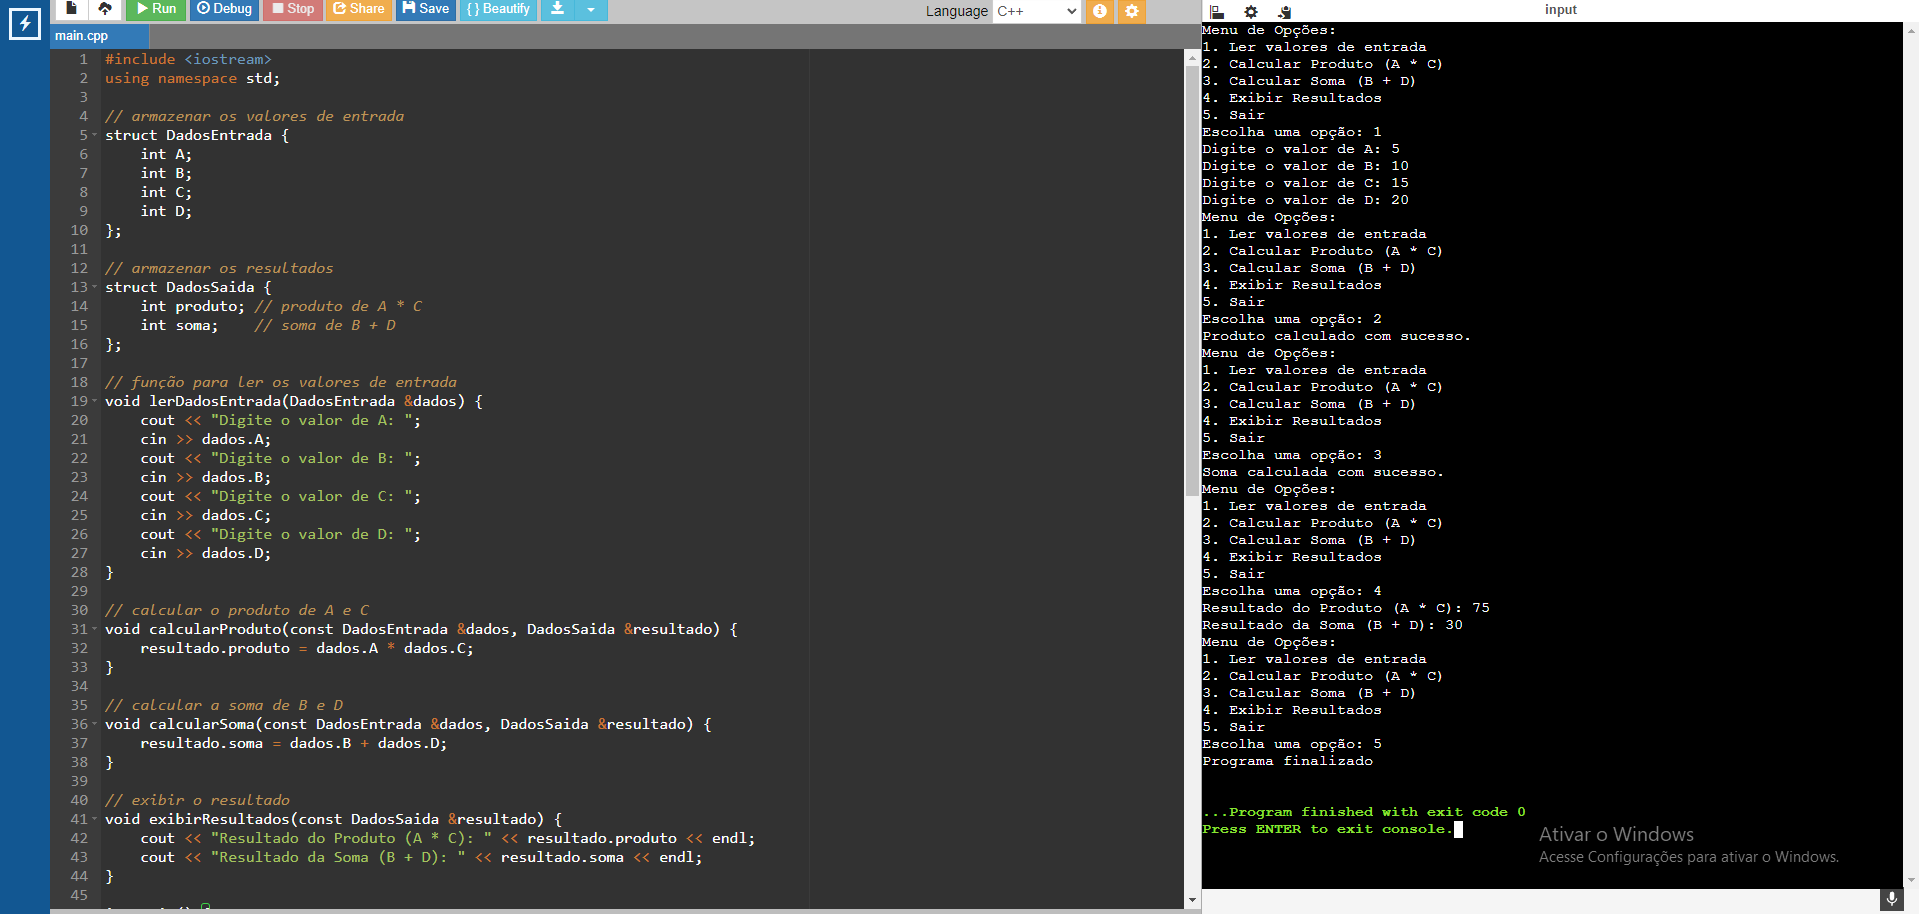 Run Debug Stop Share Save {} Beautify
Language C++
input
main.cpp
1 #include <iostream>
2 using namespace std;
3
4 // armazenar os valores de entrada
5 struct DadosEntrada {
6 int A;
7 int B;
8 int C;
9 int D;
10 };
11
12 // armazenar os resultados
13 struct DadosSaida {
14 int produto; // produto de A * C
15 int soma; // soma de B + D
16 };
17
18 // função para ler os valores de entrada
19 void lerDadosEntrada(DadosEntrada &dados) {
20 cout << "Digite o valor de A: ";
21 cin >> dados.A;
22 cout << "Digite o valor de B: ";
23 cin >> dados.B;
24 cout << "Digite o valor de C: ";
25 cin >> dados.C;
26 cout << "Digite o valor de D: ";
27 cin >> dados.D;
28 }
29
30 // calcular o produto de A e C
31 void calcularProduto(const DadosEntrada &dados, DadosSaida &resultado) {
32 resultado.produto = dados.A * dados.C;
33 }
34
35 // calcular a soma de B e D
36 void calcularSoma(const DadosEntrada &dados, DadosSaida &resultado) {
37 resultado.soma = dados.B + dados.D;
38 }
39
40 // exibir o resultado
41 void exibirResultados(const DadosSaida &resultado) {
42 cout << "Resultado do Produto (A * C): " << resultado.produto << endl;
43 cout << "Resultado da Soma (B + D): " << resultado.soma << endl;
44 }
45
Menu de Opções:
1. Ler valores de entrada
2. Calcular Produto (A * C)
3. Calcular Soma (B + D)
4. Exibir Resultados
5. Sair
Escolha uma opção: 1
Digite o valor de A: 5
Digite o valor de B: 10
Digite o valor de C: 15
Digite o valor de D: 20
Menu de Opções:
1. Ler valores de entrada
2. Calcular Produto (A * C)
3. Calcular Soma (B + D)
4. Exibir Resultados
5. Sair
Escolha uma opção: 2
Produto calculado com sucesso.
Menu de Opções:
1. Ler valores de entrada
2. Calcular Produto (A * C)
3. Calcular Soma (B + D)
4. Exibir Resultados
5. Sair
Escolha uma opção: 3
Soma calculada com sucesso.
Menu de Opções:
1. Ler valores de entrada
2. Calcular Produto (A * C)
3. Calcular Soma (B + D)
4. Exibir Resultados
5. Sair
Escolha uma opção: 4
Resultado do Produto (A * C): 75
Resultado da Soma (B + D): 30
Menu de Opções:
1. Ler valores de entrada
2. Calcular Produto (A * C)
3. Calcular Soma (B + D)
4. Exibir Resultados
5. Sair
Escolha uma opção: 5
Programa finalizado
...Program finished with exit code 0
Press ENTER to exit console.
Ativar o Windows
Acesse Configurações para ativar o Windows.